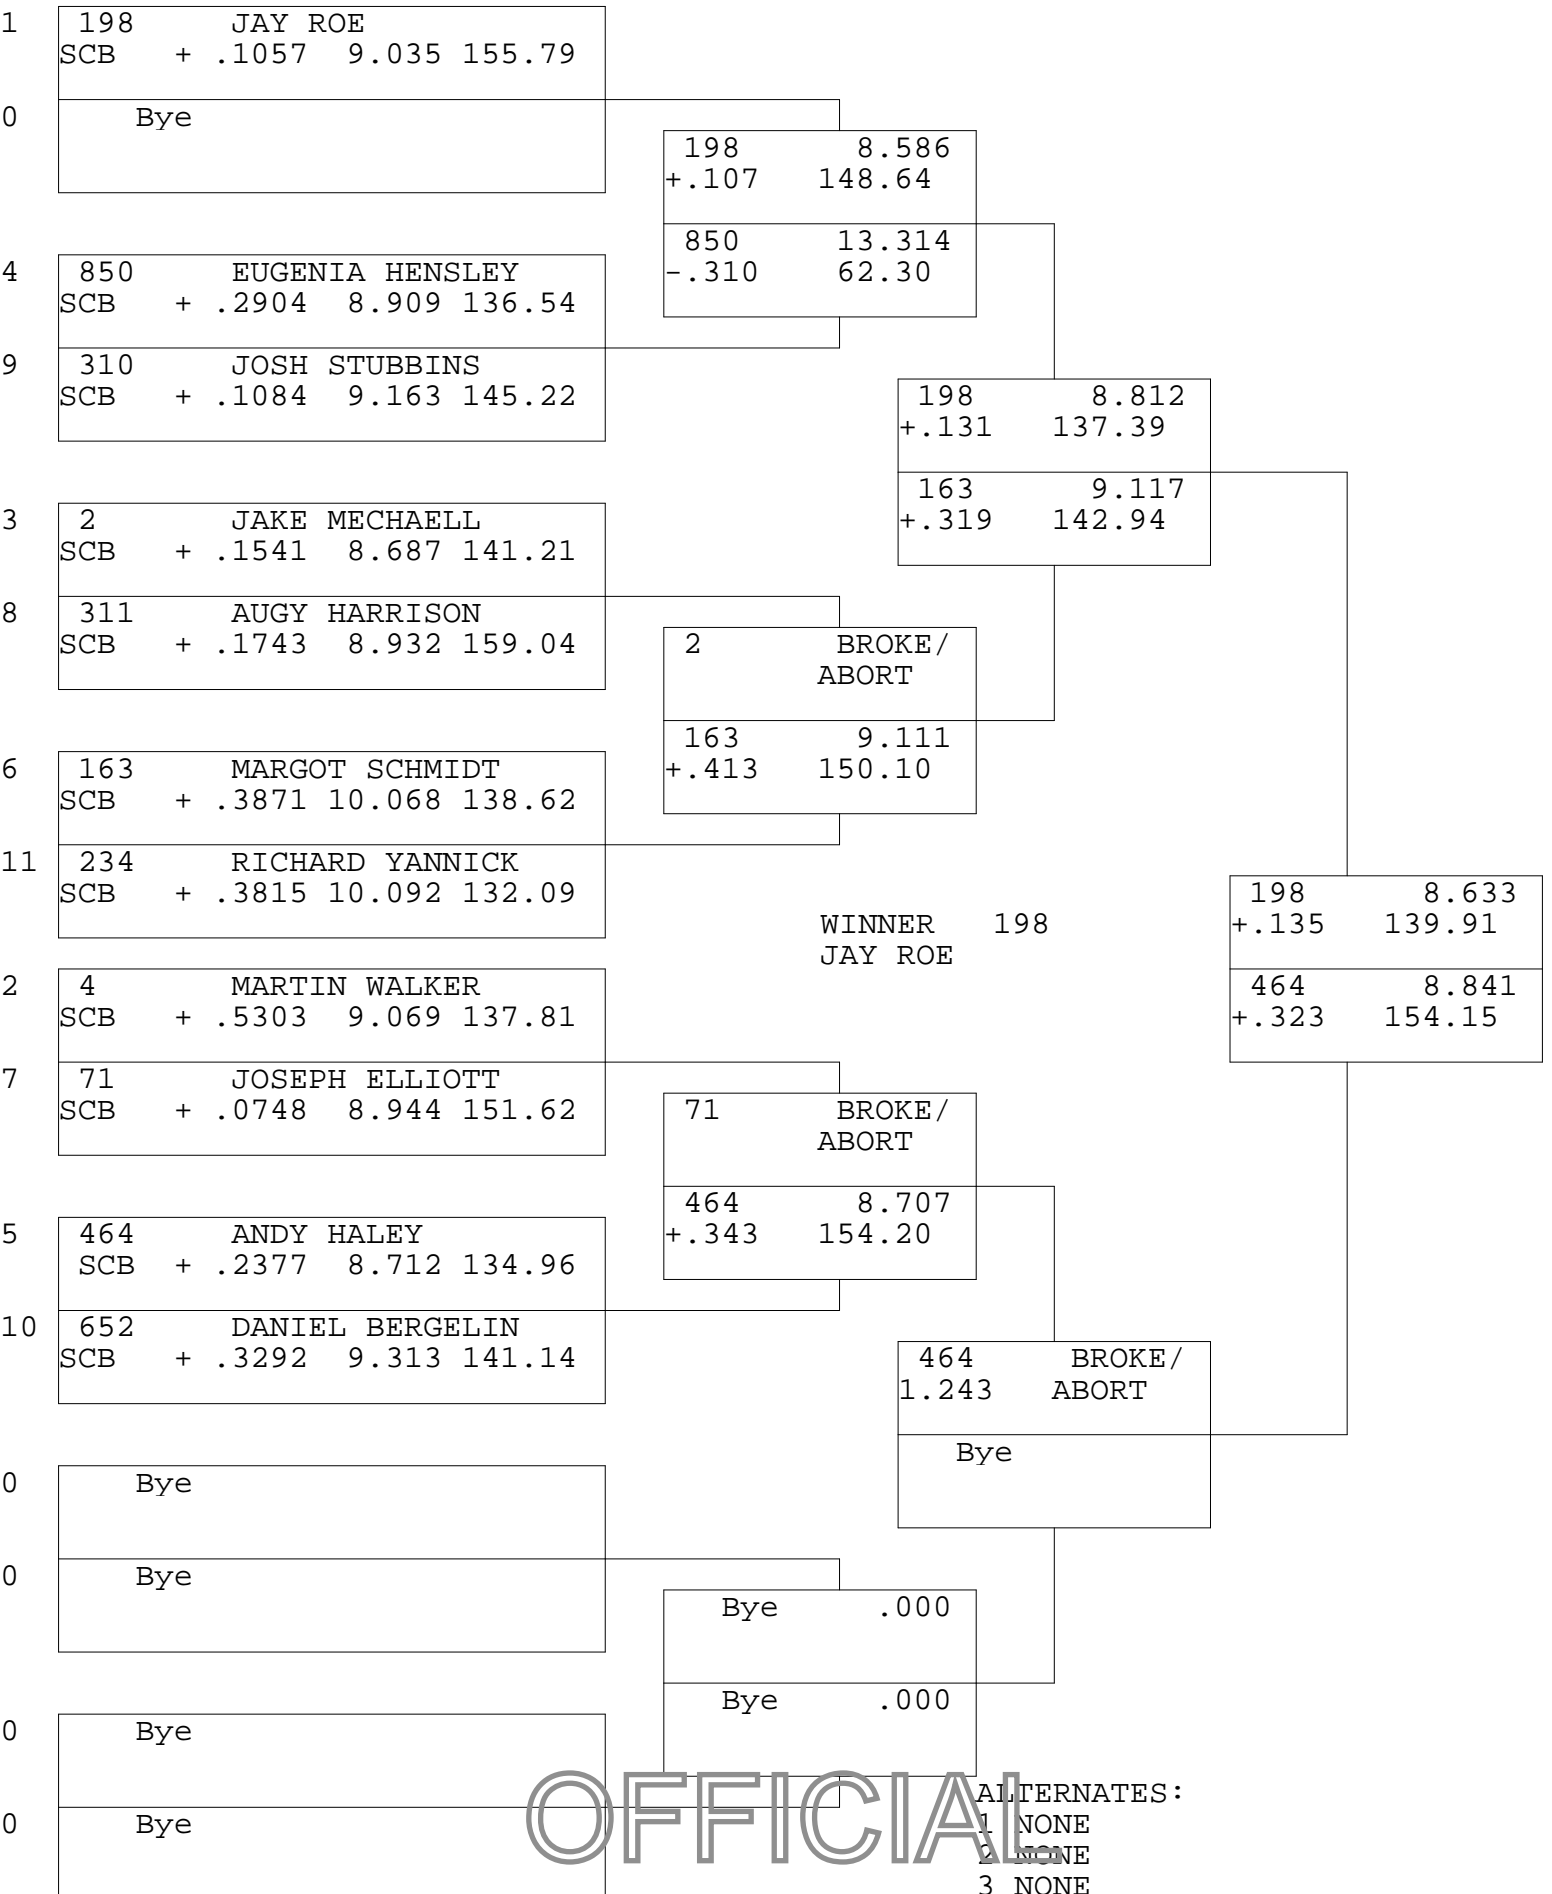 1 198 JAY ROE
SCB + .1057 9.035 155.79
0 Bye
4 850 EUGENIA HENSLEY
SCB + .2904 8.909 136.54
9 310 JOSH STUBBINS
SCB + .1084 9.163 145.22
3 2 JAKE MECHAELL
SCB + .1541 8.687 141.21
8 311 AUGY HARRISON
SCB + .1743 8.932 159.04
6 163 MARGOT SCHMIDT
SCB + .3871 10.068 138.62
11 234 RICHARD YANNICK
SCB + .3815 10.092 132.09
2 4 MARTIN WALKER
SCB + .5303 9.069 137.81
7 71 JOSEPH ELLIOTT
SCB + .0748 8.944 151.62
5 464 ANDY HALEY
SCB + .2377 8.712 134.96
10 652 DANIEL BERGELIN
SCB + .3292 9.313 141.14
0 Bye
0 Bye
0 Bye
0 Bye
198 8.586
+.107 148.64
850 13.314
-.310 62.30
2 BROKE/
ABORT
163 9.111
+.413 150.10
71 BROKE/
ABORT
464 8.707
+.343 154.20
Bye .000
Bye .000
198 8.812
+.131 137.39
163 9.117
+.319 142.94
464 BROKE/
1.243 ABORT
Bye
198 8.633
+.135 139.91
464 8.841
+.323 154.15
WINNER 198
JAY ROE
OFFICIAL
ALTERNATES:
1 NONE
2 NONE
3 NONE